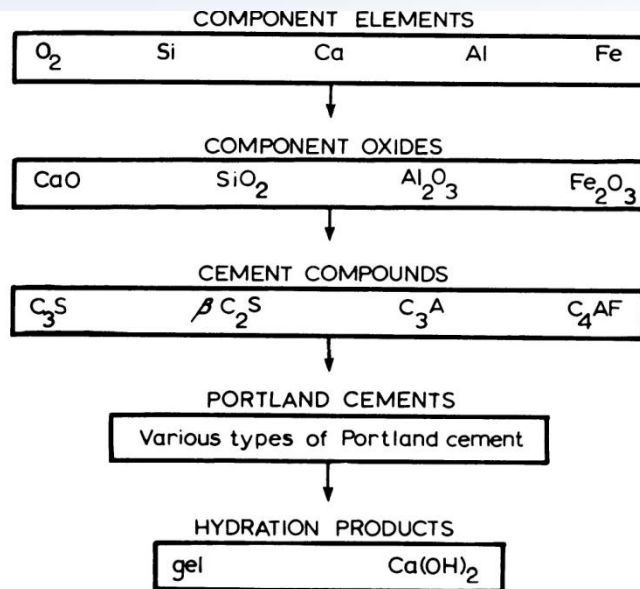 COMPONENT ELEMENTS
O₂ Si Ca Al Fe
COMPONENT OXIDES
CaO SiO₂ Al₂O₃ Fe₂O₃
CEMENT COMPOUNDS
C₃S βC₂S C₃A C₄AF
PORTLAND CEMENTS
Various types of Portland cement
HYDRATION PRODUCTS
gel Ca(OH)₂